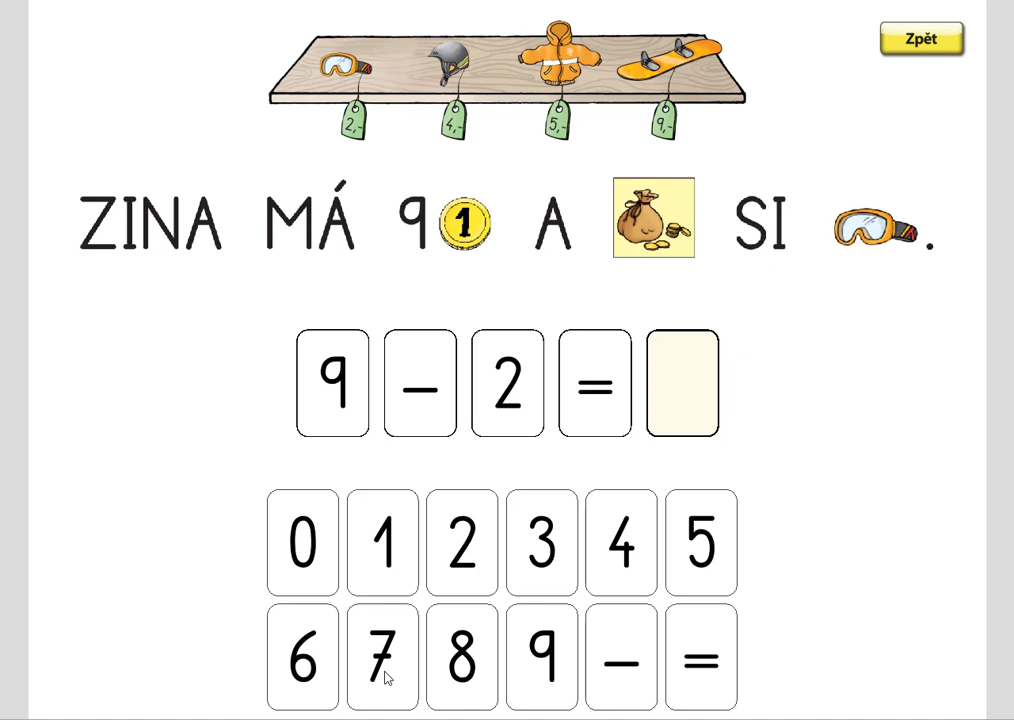 Zpět
2,- 4,- 5,- 9,-
ZINA MÁ 9 1 A SI .
9 - 2 =
0 1 2 3 4 5
6 7 8 9 - =